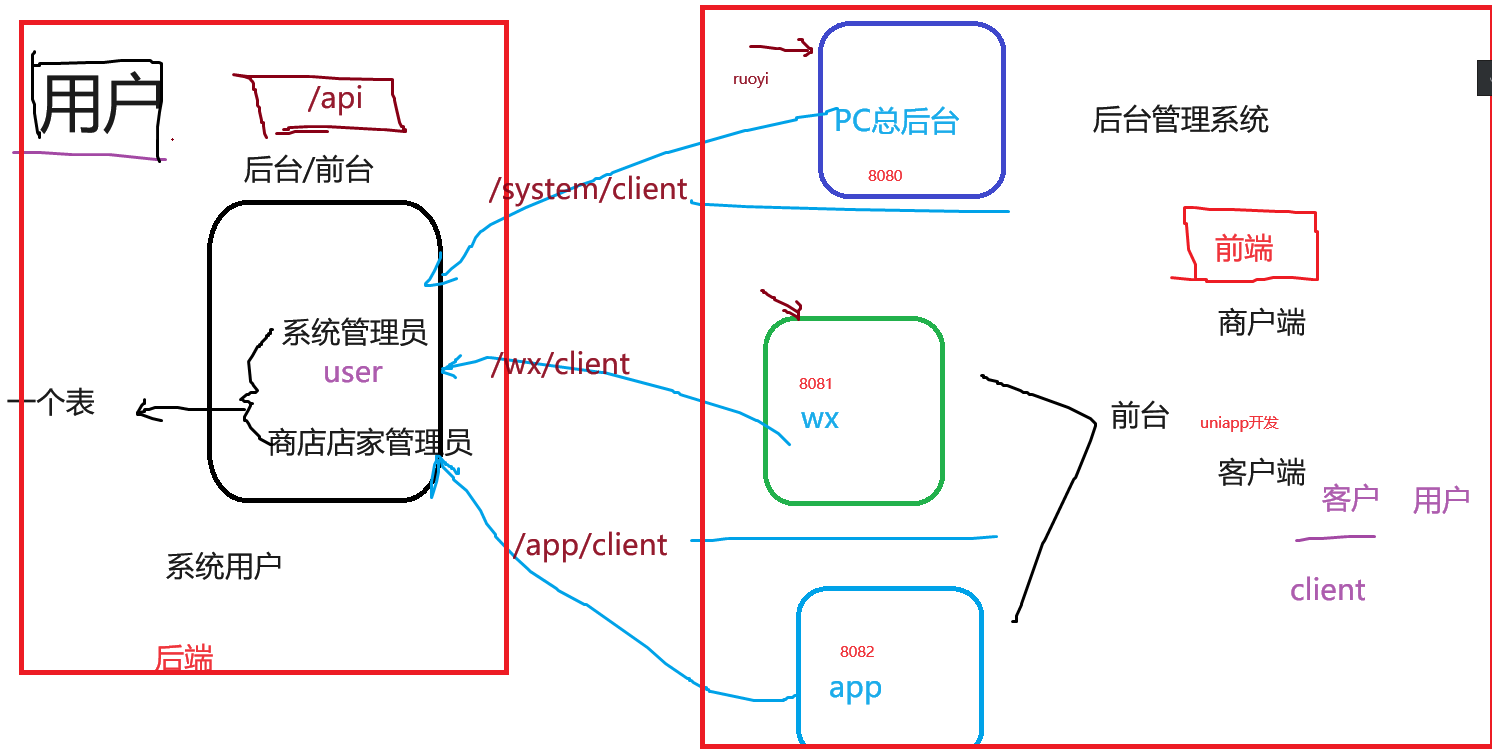 用户
/api
后台/前台
系统管理员
user
一个表
商店店家管理员
系统用户
后端
/system/client
/wx/client
/app/client
ruoyi
PC总后台
8080
后台管理系统
前端
商户端
8081
wx
前台
uniapp开发
客户端
客户
用户
client
8082
app